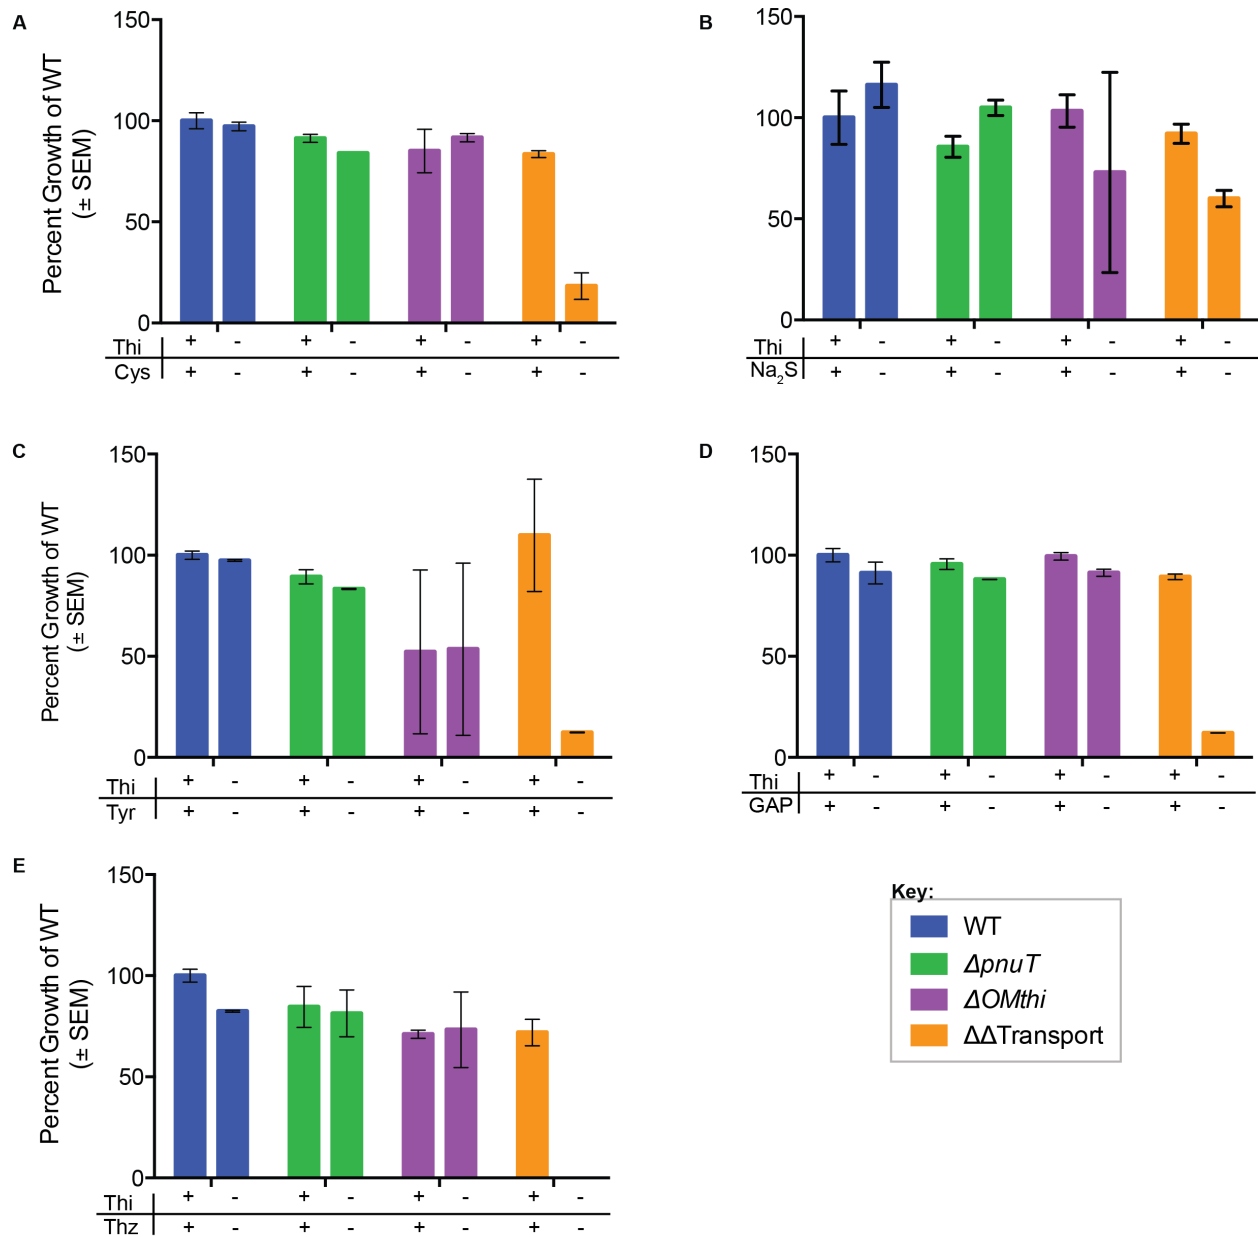 A
Percent Growth of WT
(± SEM)
150
100
50
0
Thi + - + - + - + -
Cys + - + - + - + -
B
150
100
50
0
Thi + - + - + - + -
Na₂S + - + - + - + -
C
Percent Growth of WT
(± SEM)
150
100
50
0
Thi + - + - + - + -
Tyr + - + - + - + -
D
150
100
50
0
Thi + - + - + - + -
GAP + - + - + - + -
E
Percent Growth of WT
(± SEM)
150
100
50
0
Thi + - + - + - + -
Thz + - + - + - + -
Key:
WT
ΔpnuT
ΔOMthi
ΔΔTransport